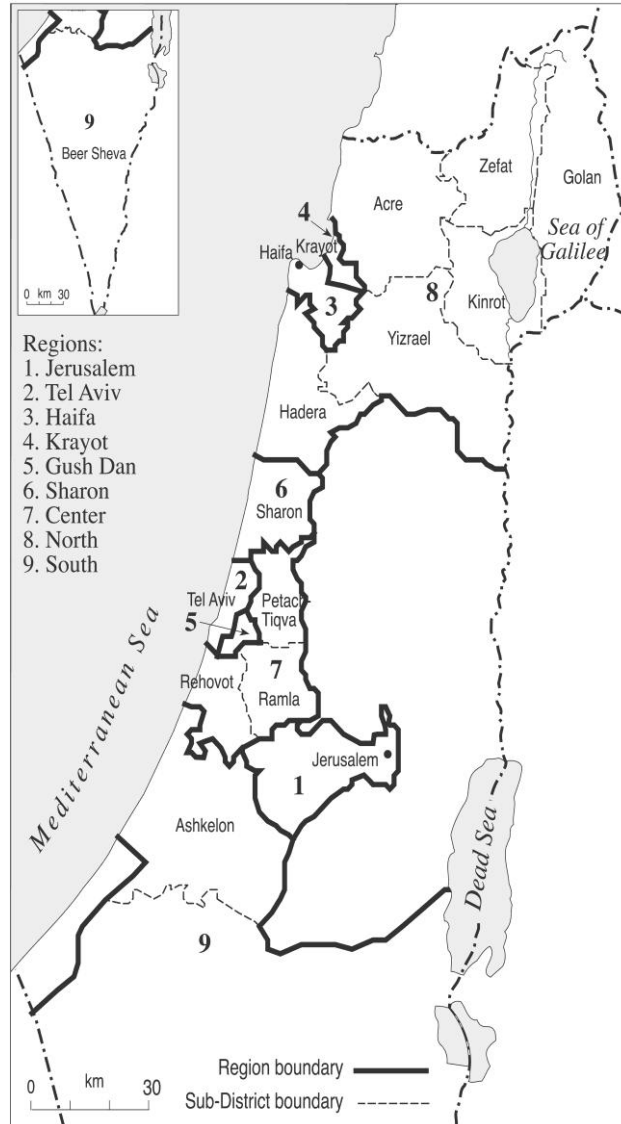 9
Beer Sheva
0 km 30
Zefat
Golan
Acre
Sea of
Galilee
4
Krayot
Haifa
8
Kinrot
3
Yizrael
Regions:
1. Jerusalem
2. Tel Aviv
3. Haifa
4. Krayot
5. Gush Dan
6. Sharon
7. Center
8. North
9. South
Hadera
6
Sharon
2
Tel Aviv
Petach
Tiqva
5
7
Rehovot
Ramla
Mediterranean Sea
Jerusalem
1
Ashkelon
Dead Sea
9
Region boundary
Sub-District boundary
0 km 30